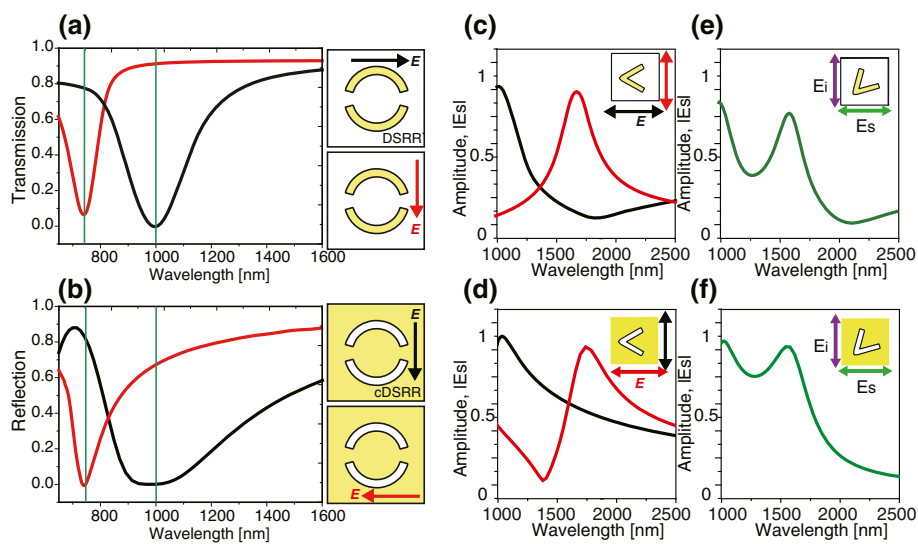 (a)
Transmission
1.0
0.8
0.6
0.4
0.2
0.0
800 1000 1200 1400 1600
Wavelength [nm]
E
DSRR
E
(b)
Reflection
1.0
0.8
0.6
0.4
0.2
0.0
800 1000 1200 1400 1600
Wavelength [nm]
E
cDSRR
E
(c)
Amplitude, |Es|
1
0.5
0
1000 1500 2000 2500
Wavelength [nm]
E
(d)
Amplitude, |Es|
1
0.5
0
1000 1500 2000 2500
Wavelength [nm]
E
(e)
Amplitude, |Es|
1
0.5
0
1000 1500 2000 2500
Wavelength [nm]
Ei
Es
(f)
Amplitude, |Es|
1
0.5
0
1000 1500 2000 2500
Wavelength [nm]
Ei
Es